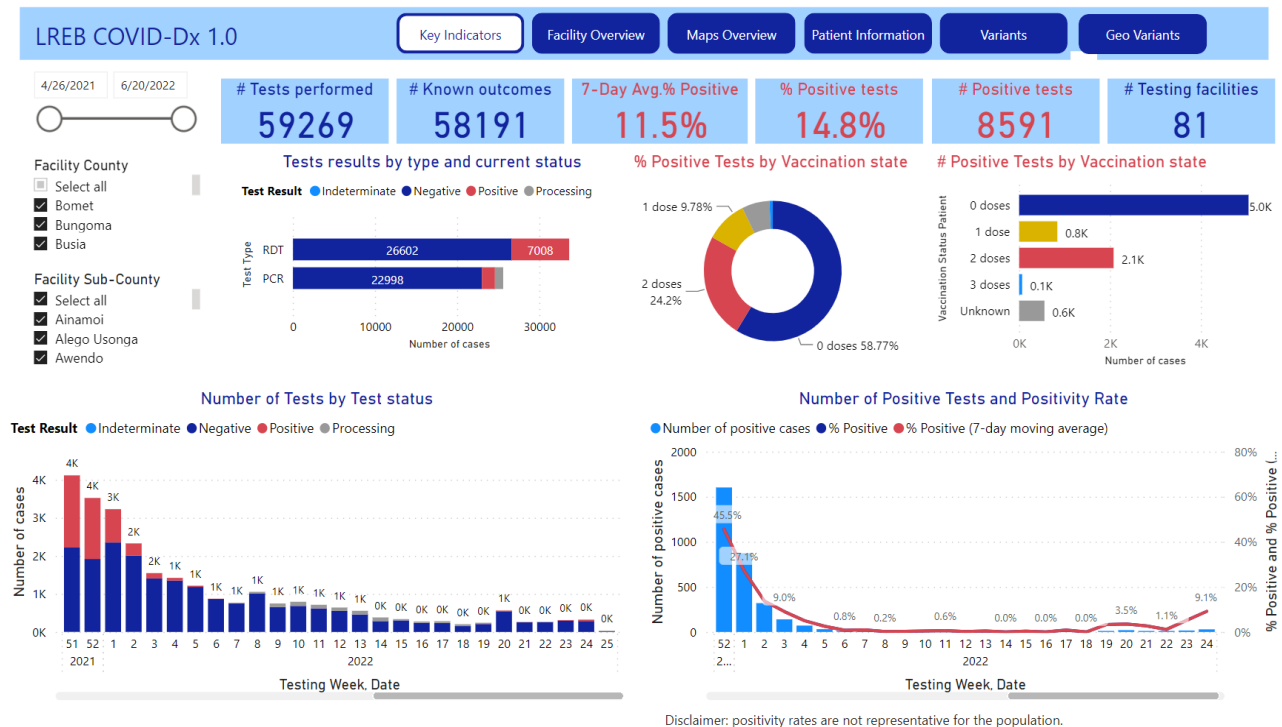 LREB COVID-Dx 1.0
Key Indicators
Facility Overview
Maps Overview
Patient Information
Variants
Geo Variants
4/26/2021
6/20/2022
# Tests performed
59269
# Known outcomes
58191
7-Day Avg.% Positive
11.5%
% Positive tests
14.8%
# Positive tests
8591
# Testing facilities
81
Facility County
Select all
Bomet
Bungoma
Busia
Facility Sub-County
Select all
Ainamoi
Alego Usonga
Awendo
Tests results by type and current status
Test Result Indeterminate Negative Positive Processing
Test Type
RDT 26602 7008
PCR 22998
0 10000 20000 30000
Number of cases
% Positive Tests by Vaccination state
1 dose 9.78%
2 doses
24.2%
0 doses 58.77%
# Positive Tests by Vaccination state
Vaccination Status Patient
0 doses 5.0K
1 dose 0.8K
2 doses 2.1K
3 doses 0.1K
Unknown 0.6K
0K 2K 4K
Number of cases
Number of Tests by Test status
Test Result Indeterminate Negative Positive Processing
Number of cases
4K
3K
2K
1K
0K
4K 4K 3K 2K 2K 1K 1K 1K 1K 1K 1K 1K 1K 1K 1K 0K 0K 0K 0K 0K 0K 1K 0K 0K 0K 0K 0K
51 52 1 2 3 4 5 6 7 8 9 10 11 12 13 14 15 16 17 18 19 20 21 22 23 24 25
2021 2022
Testing Week, Date
Number of Positive Tests and Positivity Rate
Number of positive cases % Positive % Positive (7-day moving average)
Number of positive cases
2000
1500
1000
500
0
45.5% 27.1% 9.0% 0.8% 0.2% 0.6% 0.0% 0.0% 0.0% 3.5% 1.1% 9.1%
80%
60%
40%
20%
0%
% Positive and % Positive (...
52 1 2 3 4 5 6 7 8 9 10 11 12 13 14 15 16 17 18 19 20 21 22 23 24
2... 2022
Testing Week, Date
Disclaimer: positivity rates are not representative for the population.